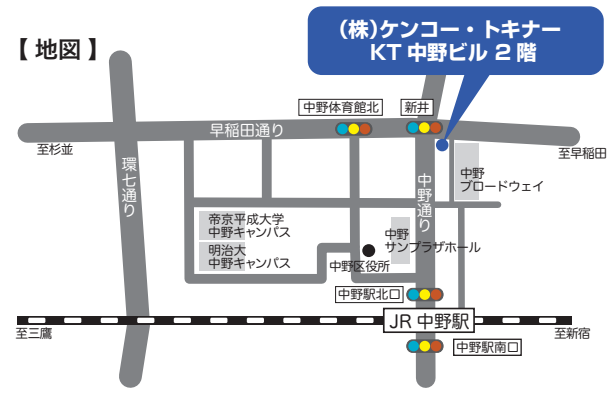 【 地図 】
(株)ケンコー・トキナー
KT 中野ビル 2 階
中野体育館北
新井
早稲田通り
至杉並
至早稲田
環七通り
中野通り
中野
ブロードウェイ
帝京平成大学
中野キャンパス
明治大
中野キャンパス
中野
サンプラザホール
中野区役所
中野駅北口
JR 中野駅
至三鷹
至新宿
中野駅南口